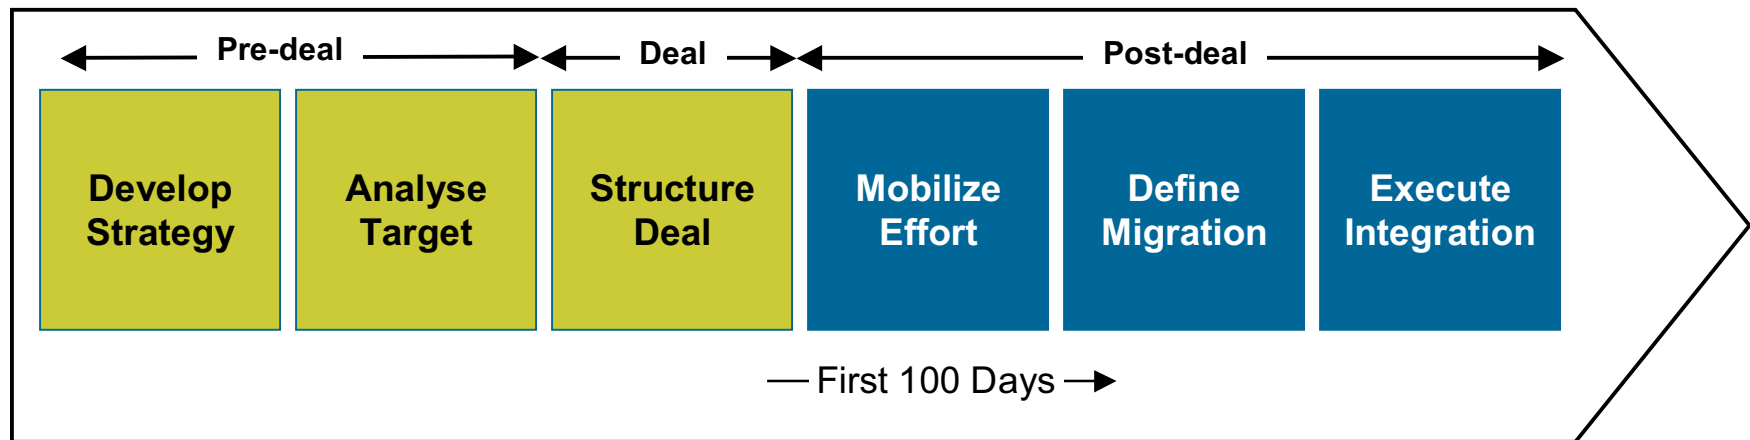 Pre-deal
Deal
Post-deal
Develop
Strategy
Analyse
Target
Structure
Deal
Mobilize
Effort
Define
Migration
Execute
Integration
First 100 Days